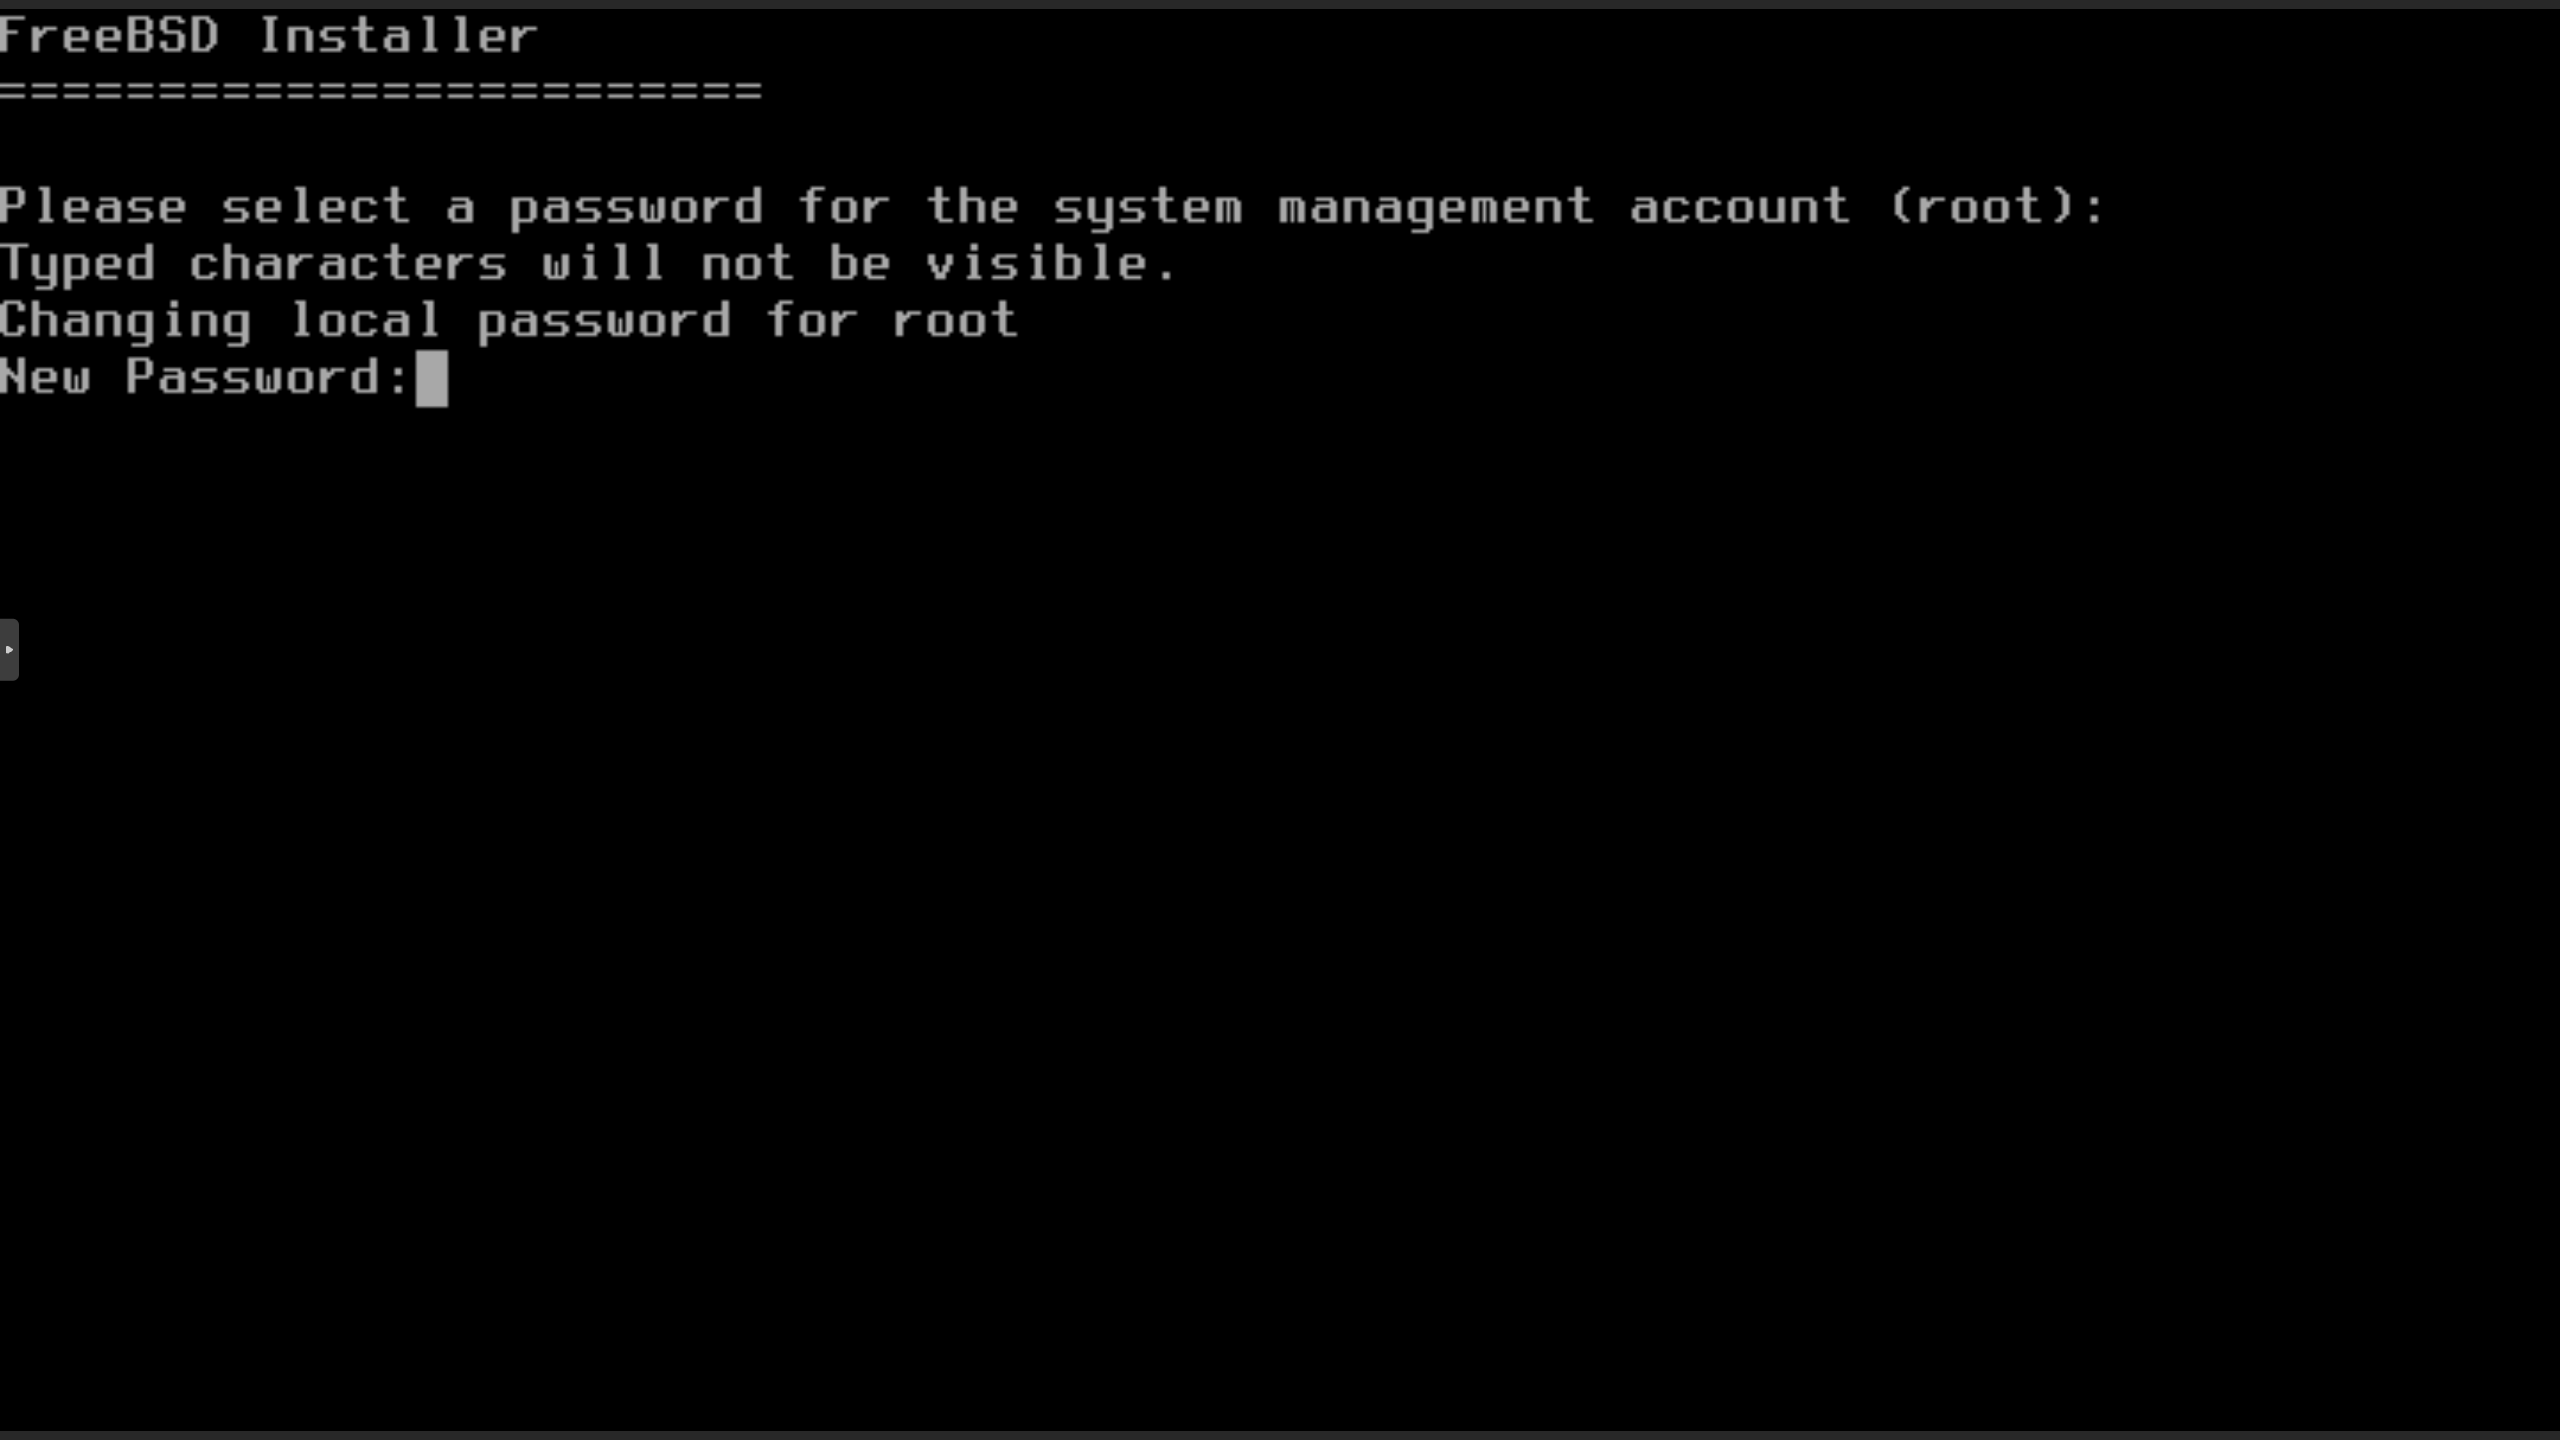 FreeBSD Installer
========================
Please select a password for the system management account (root):
Typed characters will not be visible.
Changing local password for root
New Password: